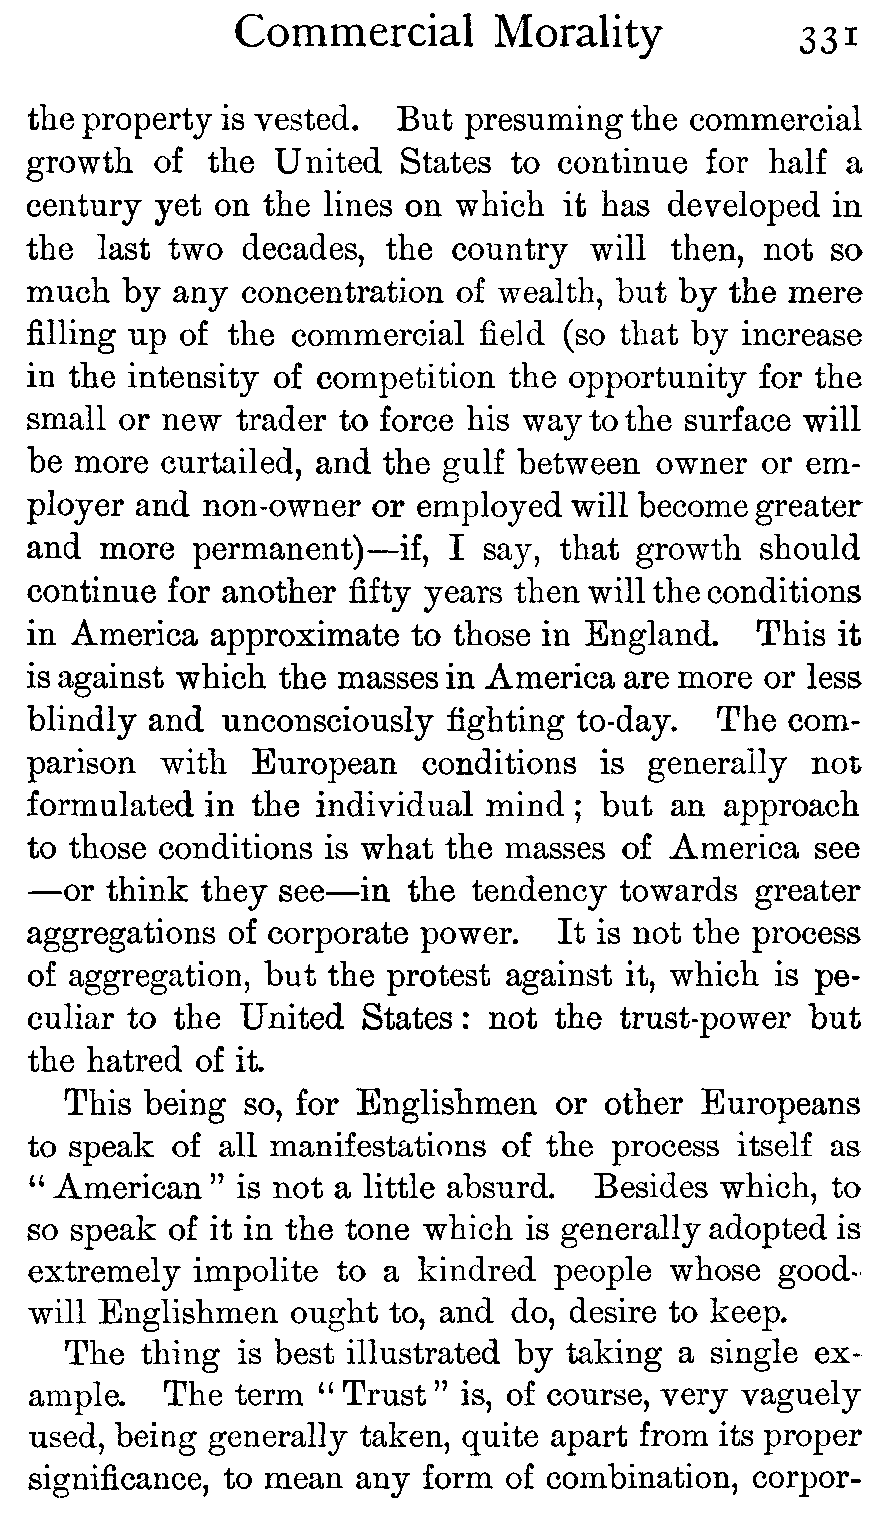 Commercial Morality 331
the property is vested. But presuming the commercial
growth of the United States to continue for half a
century yet on the lines on which it has developed in
the last two decades, the country will then, not so
much by any concentration of wealth, but by the mere
filling up of the commercial field (so that by increase
in the intensity of competition the opportunity for the
small or new trader to force his way to the surface will
be more curtailed, and the gulf between owner or em-
ployer and non-owner or employed will become greater
and more permanent)—if, I say, that growth should
continue for another fifty years then will the conditions
in America approximate to those in England. This it
is against which the masses in America are more or less
blindly and unconsciously fighting to-day. The com-
parison with European conditions is generally not
formulated in the individual mind ; but an approach
to those conditions is what the masses of America see
—or think they see—in the tendency towards greater
aggregations of corporate power. It is not the process
of aggregation, but the protest against it, which is pe-
culiar to the United States : not the trust-power but
the hatred of it.
This being so, for Englishmen or other Europeans
to speak of all manifestations of the process itself as
“ American ” is not a little absurd. Besides which, to
so speak of it in the tone which is generally adopted is
extremely impolite to a kindred people whose good-
will Englishmen ought to, and do, desire to keep.
The thing is best illustrated by taking a single ex-
ample. The term “ Trust ” is, of course, very vaguely
used, being generally taken, quite apart from its proper
significance, to mean any form of combination, corpor-